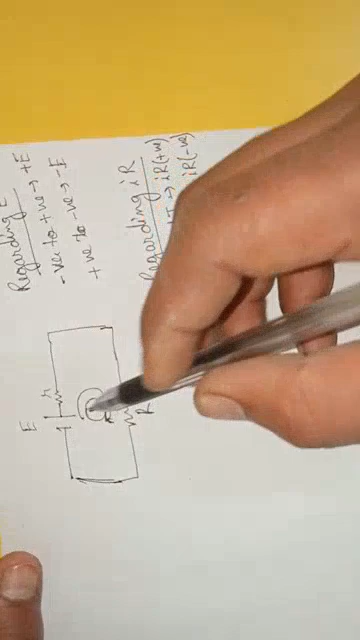 Regarding E
-ve to +ve → +E
+ve to -ve → -E
Regarding iR
→ iR(+ve)
iR(-ve)
E
r
R